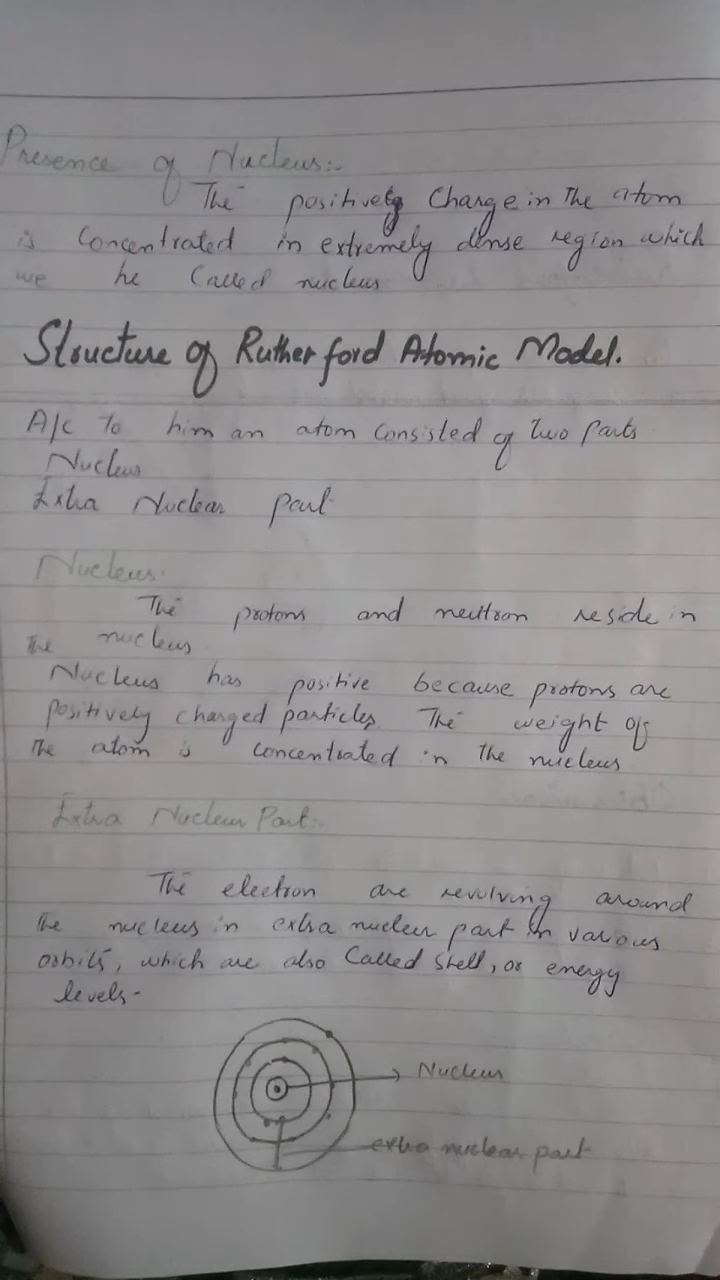 Presence of Nucleus:-
The positively Charge in The atom
is Concentrated in extremely dense region which
we he Called nucleus
Structure of Rutherford Atomic Model.
A/c To him an atom consisted of Two Parts
Nucleus
Extra Nuclear Part
Nucleus.
The protons and neutron reside in
The nucleus
Nucleus has positive because protons are
positively charged particles The weight of
The atom is concentrated in the nucleus
Extra Nuclear Part:-
The electron are revolving around
the nucleus in extra nuclear part in various
orbits, which are also Called shell, or energy
levels-
Nucleus
extra nuclear part